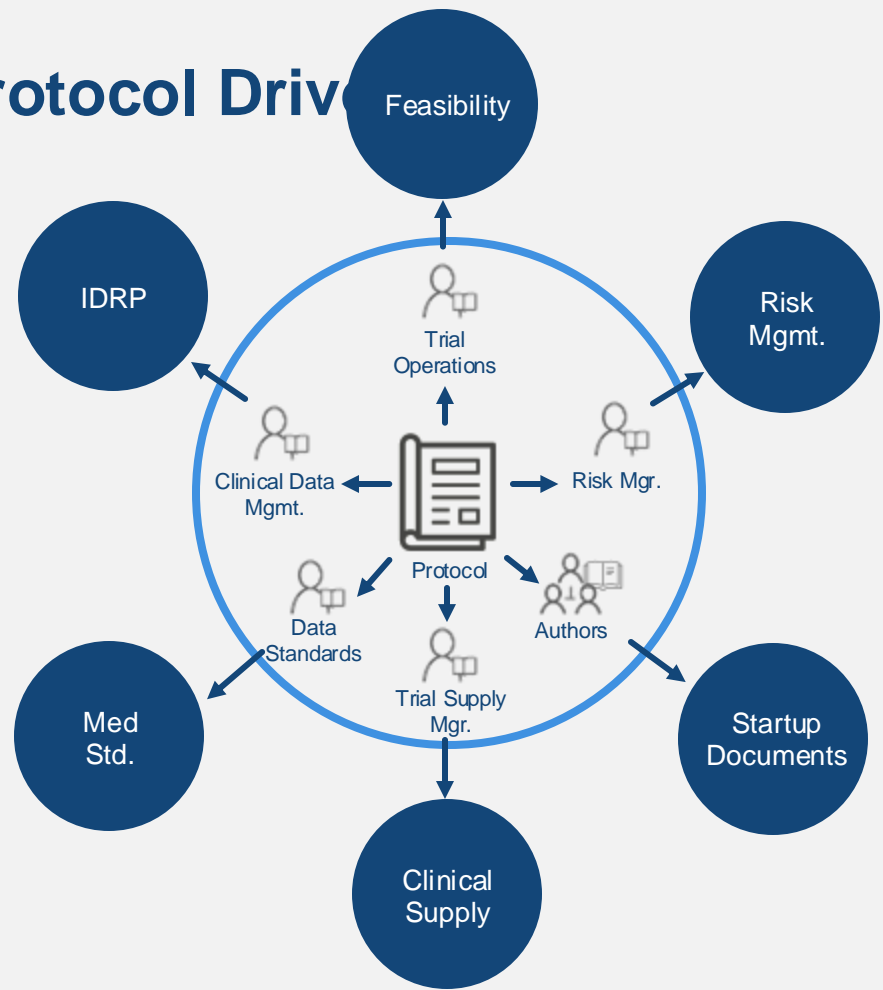 rotocol Driv
Feasibility
IDRP
Risk
Mgmt.
Trial
Operations
Clinical Data
Mgmt.
Risk Mgr.
Protocol
Data
Standards
Authors
Trial Supply
Mgr.
Med
Std.
Startup
Documents
Clinical
Supply